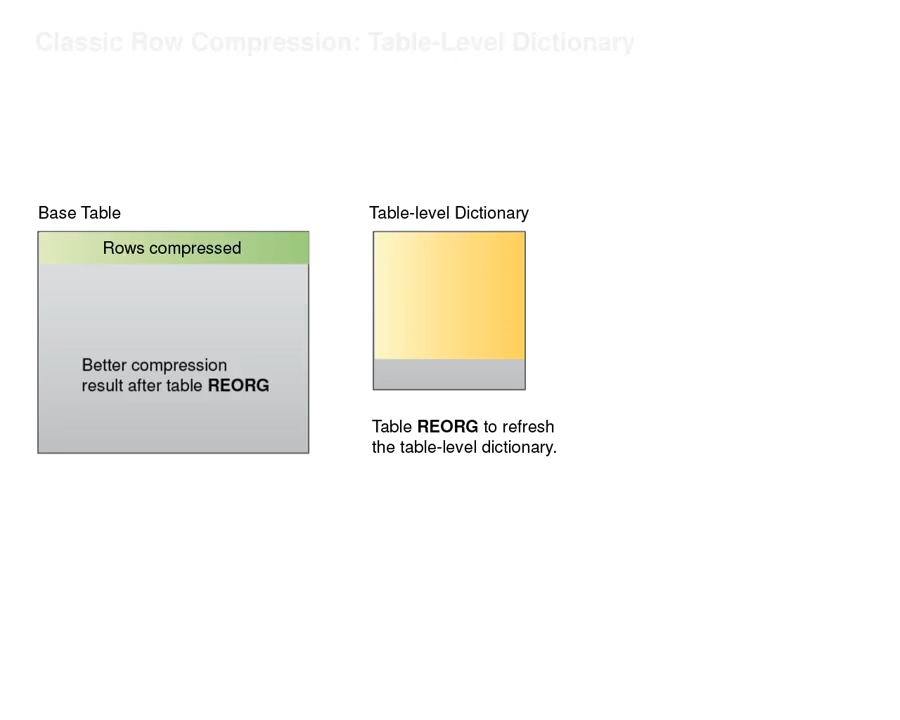 Classic Row Compression: Table-Level Dictionary
Base Table
Rows compressed
Better compression
result after table REORG
Table-level Dictionary
Table REORG to refresh
the table-level dictionary.